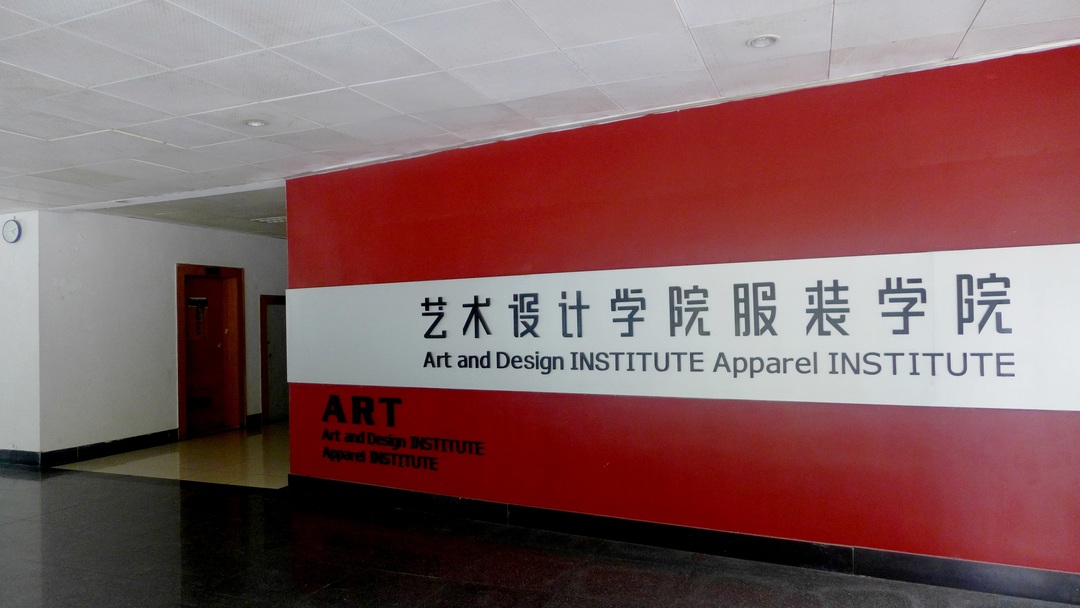 艺术设计学院服装学院
Art and Design INSTITUTE Apparel INSTITUTE
ART
Art and Design INSTITUTE
Apparel INSTITUTE